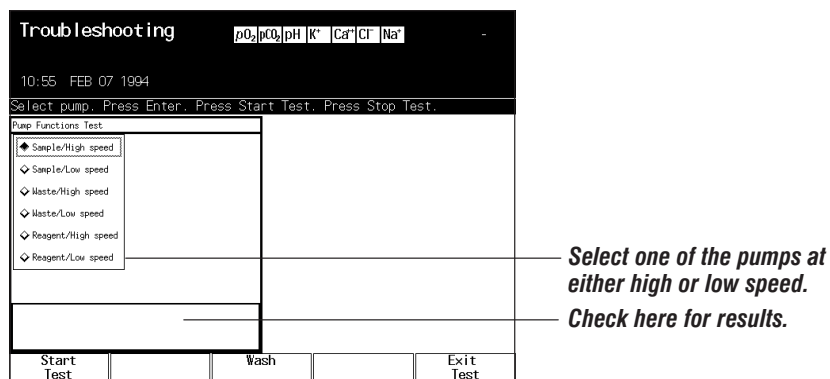 Troubleshooting
pO₂ pCO₂ pH K⁺ Ca⁺⁺ Cl⁻ Na⁺ -
10:55 FEB 07 1994
Select pump. Press Enter. Press Start Test. Press Stop Test.
Pump Functions Test
Sample/High speed
Sample/Low speed
Waste/High speed
Waste/Low speed
Reagent/High speed
Reagent/Low speed
Select one of the pumps at
either high or low speed.
Check here for results.
Start
Test
Wash
Exit
Test